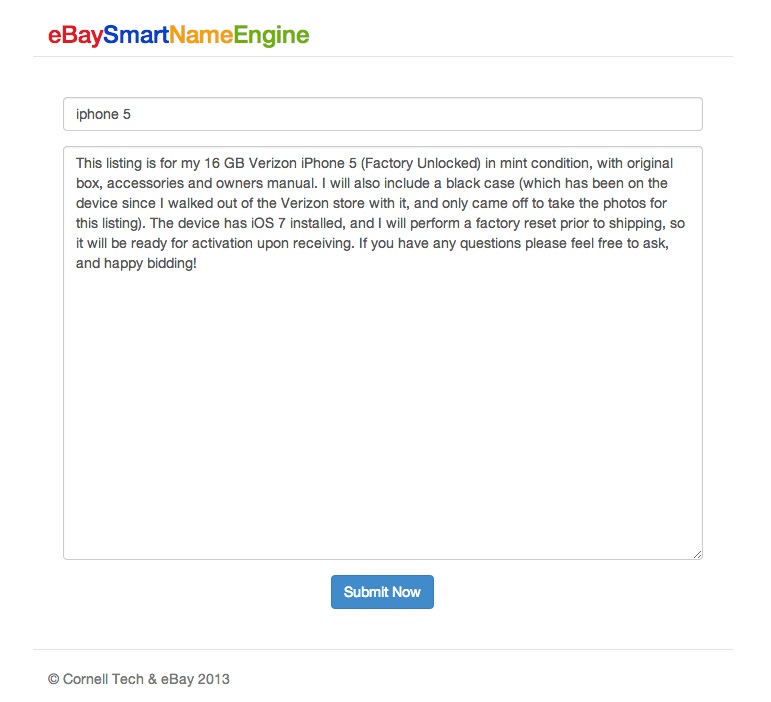 eBaySmartNameEngine
iphone 5
This listing is for my 16 GB Verizon iPhone 5 (Factory Unlocked) in mint condition, with original
box, accessories and owners manual. I will also include a black case (which has been on the
device since I walked out of the Verizon store with it, and only came off to take the photos for
this listing). The device has iOS 7 installed, and I will perform a factory reset prior to shipping, so
it will be ready for activation upon receiving. If you have any questions please feel free to ask,
and happy bidding!
Submit Now
© Cornell Tech & eBay 2013